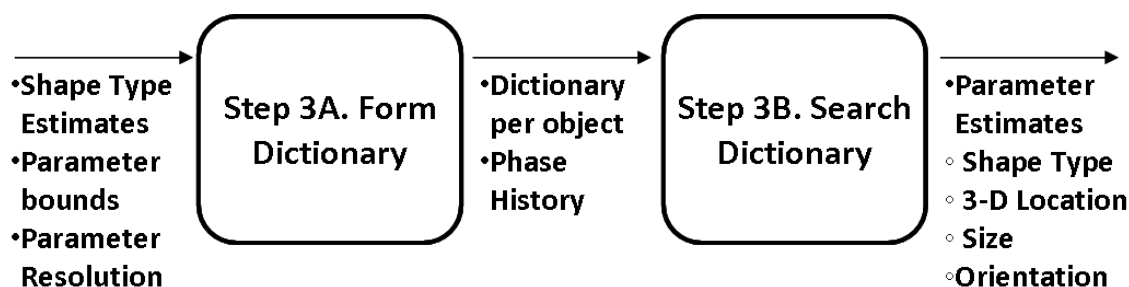 •Shape Type
Estimates
•Parameter
bounds
•Parameter
Resolution
Step 3A. Form
Dictionary
•Dictionary
per object
•Phase
History
Step 3B. Search
Dictionary
•Parameter
Estimates
◦ Shape Type
◦ 3-D Location
◦ Size
◦Orientation